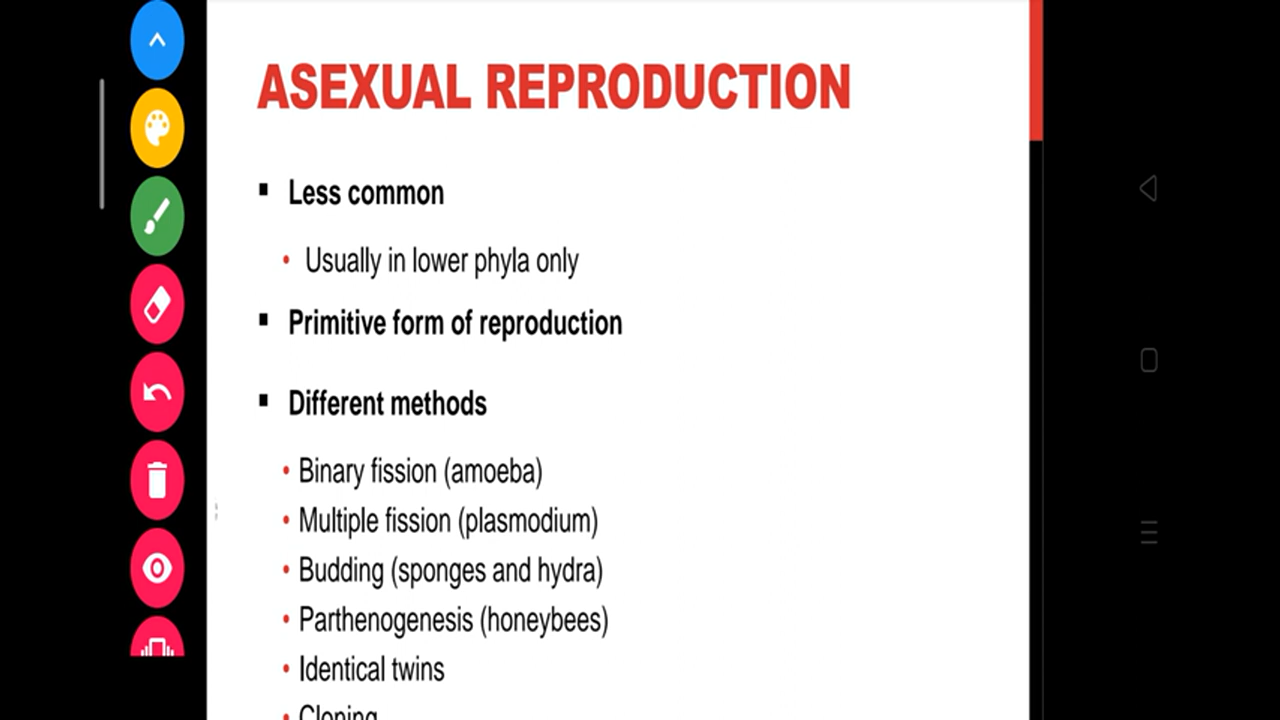 ASEXUAL REPRODUCTION
▪ Less common
• Usually in lower phyla only
▪ Primitive form of reproduction
▪ Different methods
• Binary fission (amoeba)
• Multiple fission (plasmodium)
• Budding (sponges and hydra)
• Parthenogenesis (honeybees)
• Identical twins
• Cloning